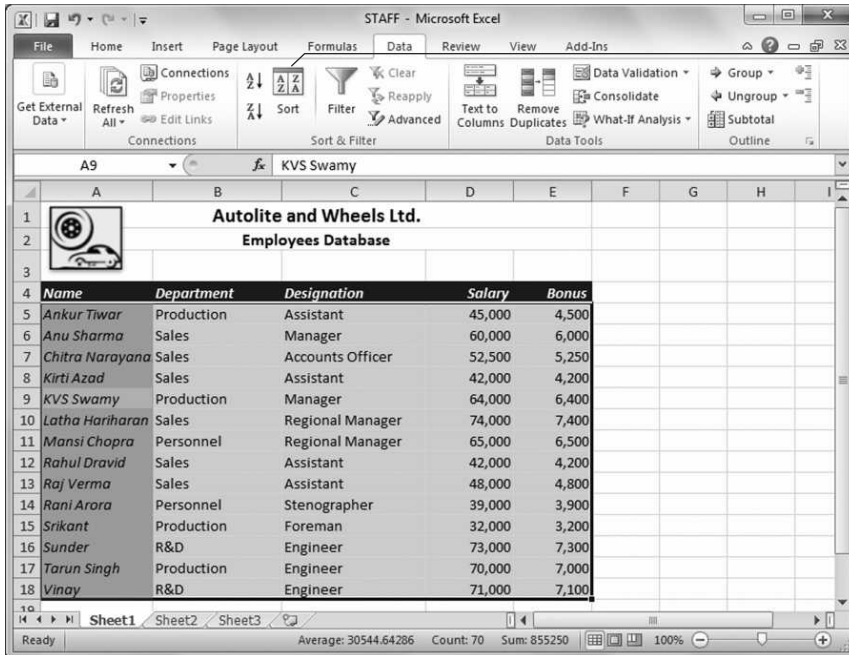 STAFF - Microsoft Excel
File Home Insert Page Layout Formulas Data Review View Add-Ins
Get External Data
Refresh All
Connections
Properties
Edit Links
Connections
A Z
Z A
A Z Z A
Sort
Filter
Clear
Reapply
Advanced
Sort & Filter
Text to Columns
Remove Duplicates
Data Validation
Consolidate
What-If Analysis
Data Tools
Group
Ungroup
Subtotal
Outline
A9 fx KVS Swamy
A B C D E F G H I
1 Autolite and Wheels Ltd.
2 Employees Database
3
4 Name Department Designation Salary Bonus
5 Ankur Tiwar Production Assistant 45,000 4,500
6 Anu Sharma Sales Manager 60,000 6,000
7 Chitra Narayana Sales Accounts Officer 52,500 5,250
8 Kirti Azad Sales Assistant 42,000 4,200
9 KVS Swamy Production Manager 64,000 6,400
10 Latha Hariharan Sales Regional Manager 74,000 7,400
11 Mansi Chopra Personnel Regional Manager 65,000 6,500
12 Rahul Dravid Sales Assistant 42,000 4,200
13 Raj Verma Sales Assistant 48,000 4,800
14 Rani Arora Personnel Stenographer 39,000 3,900
15 Srikant Production Foreman 32,000 3,200
16 Sunder R&D Engineer 73,000 7,300
17 Tarun Singh Production Engineer 70,000 7,000
18 Vinay R&D Engineer 71,000 7,100
19
Sheet1 Sheet2 Sheet3
Ready Average: 30544.64286 Count: 70 Sum: 855250 100%